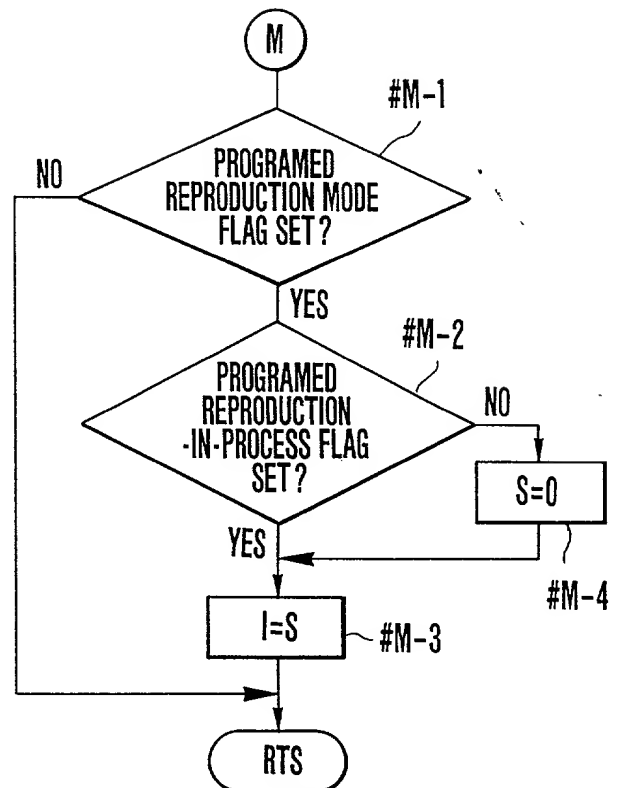 M
#M-1
NO
PROGRAMED
REPRODUCTION MODE
FLAG SET?
YES
#M-2
PROGRAMED
REPRODUCTION
-IN-PROCESS FLAG
SET?
NO
S=0
YES
#M-4
I=S
#M-3
RTS